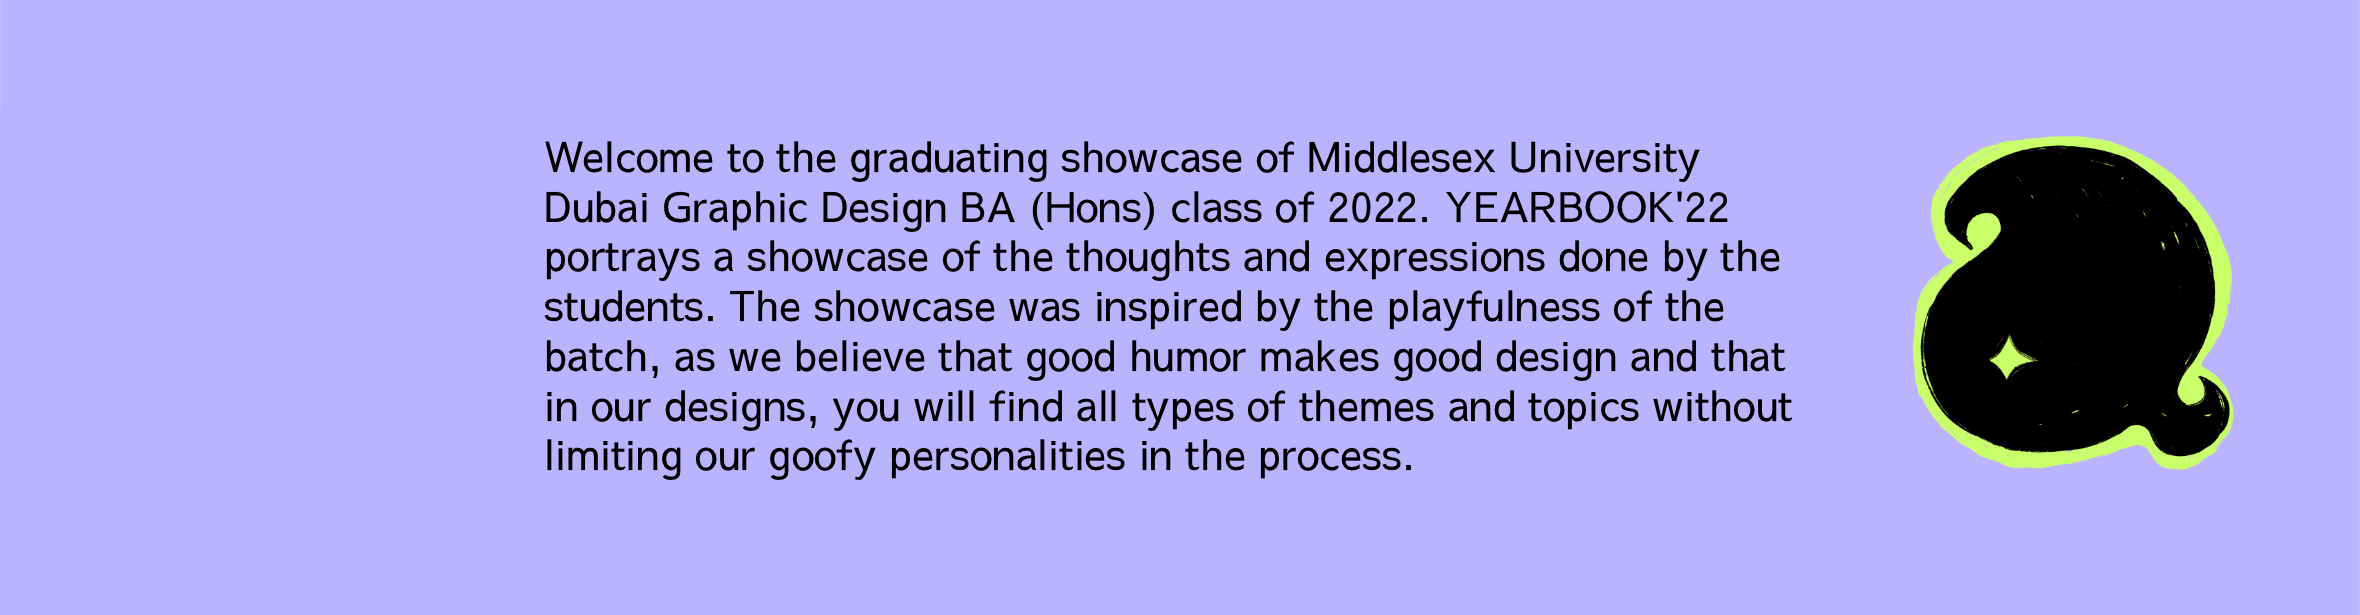 Welcome to the graduating showcase of Middlesex University
Dubai Graphic Design BA (Hons) class of 2022. YEARBOOK'22
portrays a showcase of the thoughts and expressions done by the
students. The showcase was inspired by the playfulness of the
batch, as we believe that good humor makes good design and that
in our designs, you will find all types of themes and topics without
limiting our goofy personalities in the process.